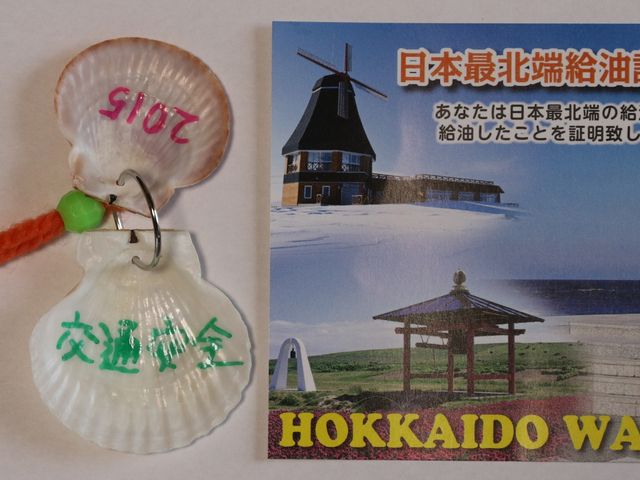 2015
交通安全
日本最北端給油
あなたは日本最北端の給
給油したことを証明致し
HOKKAIDO WA